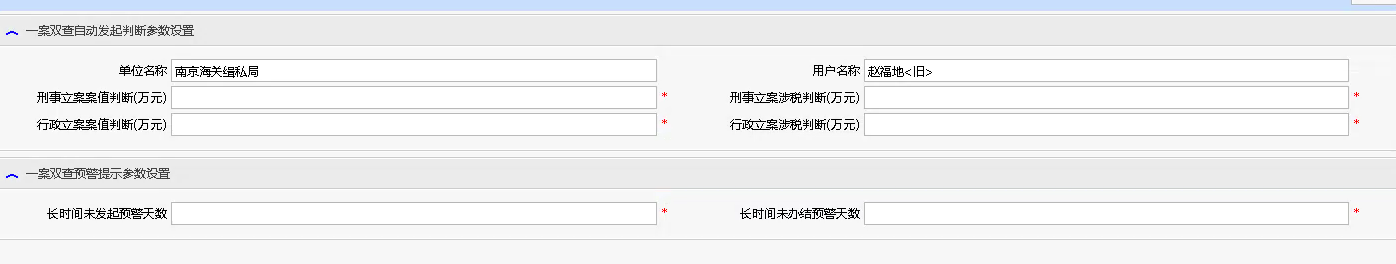 一案双查自动发起判断参数设置
单位名称 南京海关缉私局 用户名称 赵福地<旧>
刑事立案案值判断(万元) * 刑事立案涉税判断(万元) *
行政立案案值判断(万元) * 行政立案涉税判断(万元) *
一案双查预警提示参数设置
长时间未发起预警天数 * 长时间未办结预警天数 *